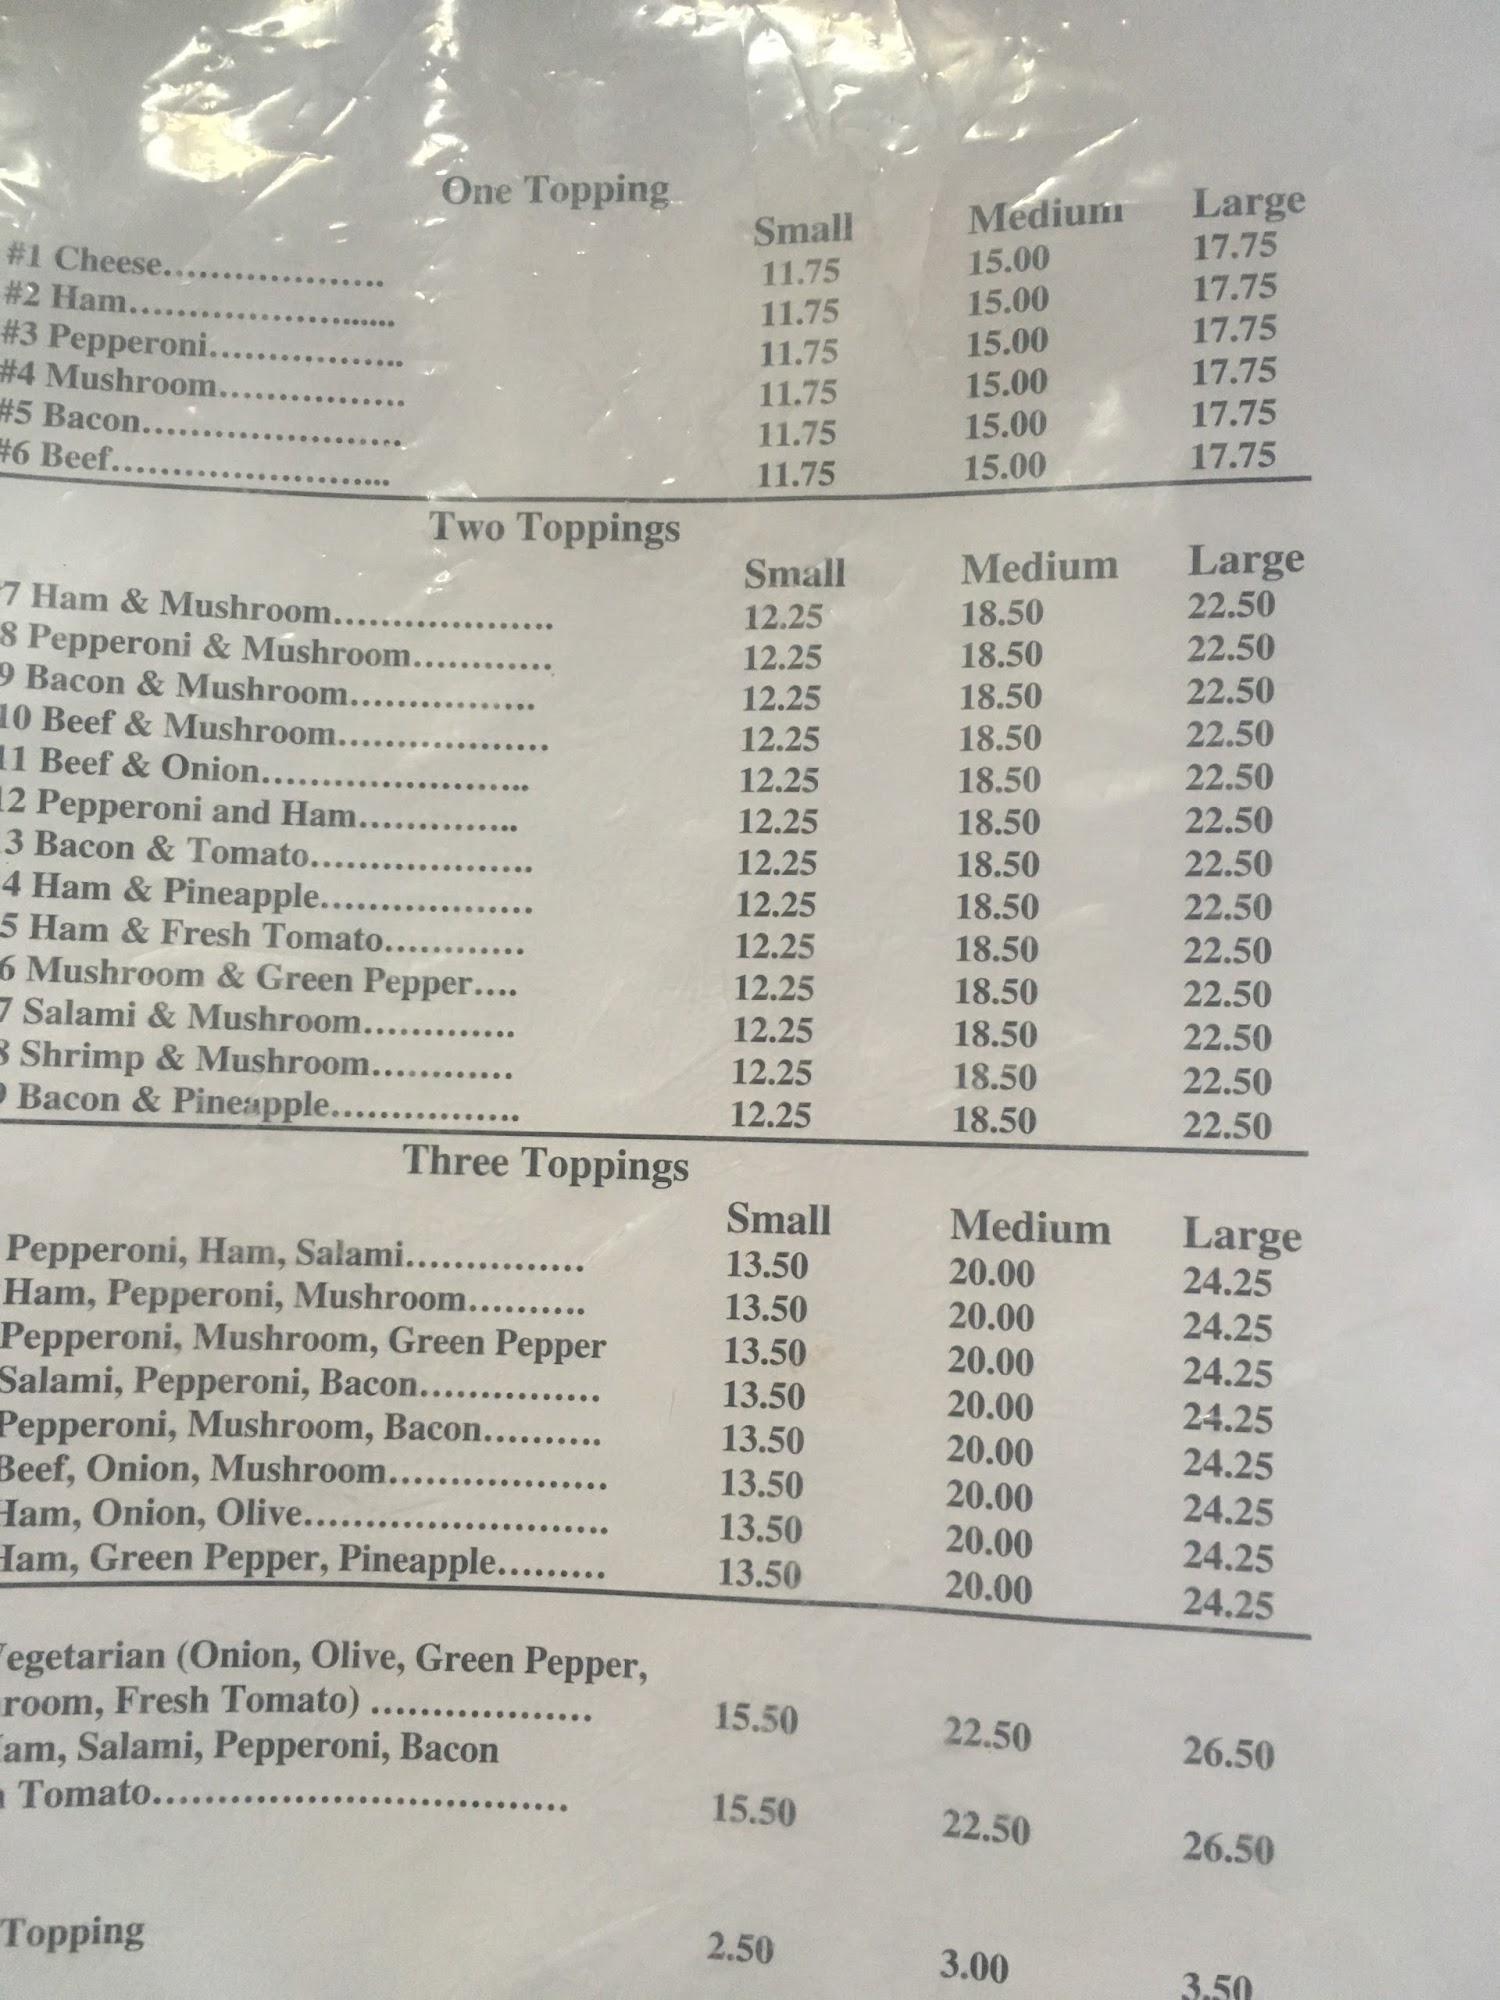 One Topping
Small Medium Large
#1 Cheese.................... 11.75 15.00 17.75
#2 Ham........................ 11.75 15.00 17.75
#3 Pepperoni................. 11.75 15.00 17.75
#4 Mushroom................ 11.75 15.00 17.75
#5 Bacon...................... 11.75 15.00 17.75
#6 Beef......................... 11.75 15.00 17.75
Two Toppings
Small Medium Large
7 Ham & Mushroom................... 12.25 18.50 22.50
8 Pepperoni & Mushroom............ 12.25 18.50 22.50
9 Bacon & Mushroom................ 12.25 18.50 22.50
10 Beef & Mushroom.................. 12.25 18.50 22.50
11 Beef & Onion....................... 12.25 18.50 22.50
12 Pepperoni and Ham.............. 12.25 18.50 22.50
3 Bacon & Tomato................... 12.25 18.50 22.50
4 Ham & Pineapple.................. 12.25 18.50 22.50
5 Ham & Fresh Tomato............ 12.25 18.50 22.50
6 Mushroom & Green Pepper.... 12.25 18.50 22.50
7 Salami & Mushroom............. 12.25 18.50 22.50
8 Shrimp & Mushroom............ 12.25 18.50 22.50
9 Bacon & Pineapple................ 12.25 18.50 22.50
Three Toppings
Small Medium Large
Pepperoni, Ham, Salami............... 13.50 20.00 24.25
Ham, Pepperoni, Mushroom.......... 13.50 20.00 24.25
Pepperoni, Mushroom, Green Pepper 13.50 20.00 24.25
Salami, Pepperoni, Bacon............... 13.50 20.00 24.25
Pepperoni, Mushroom, Bacon.......... 13.50 20.00 24.25
Beef, Onion, Mushroom.................. 13.50 20.00 24.25
Ham, Onion, Olive......................... 13.50 20.00 24.25
Ham, Green Pepper, Pineapple......... 13.50 20.00 24.25
Vegetarian (Onion, Olive, Green Pepper,
room, Fresh Tomato) .................. 15.50 22.50 26.50
am, Salami, Pepperoni, Bacon
Tomato.................................. 15.50 22.50 26.50
Topping 2.50 3.00 3.50